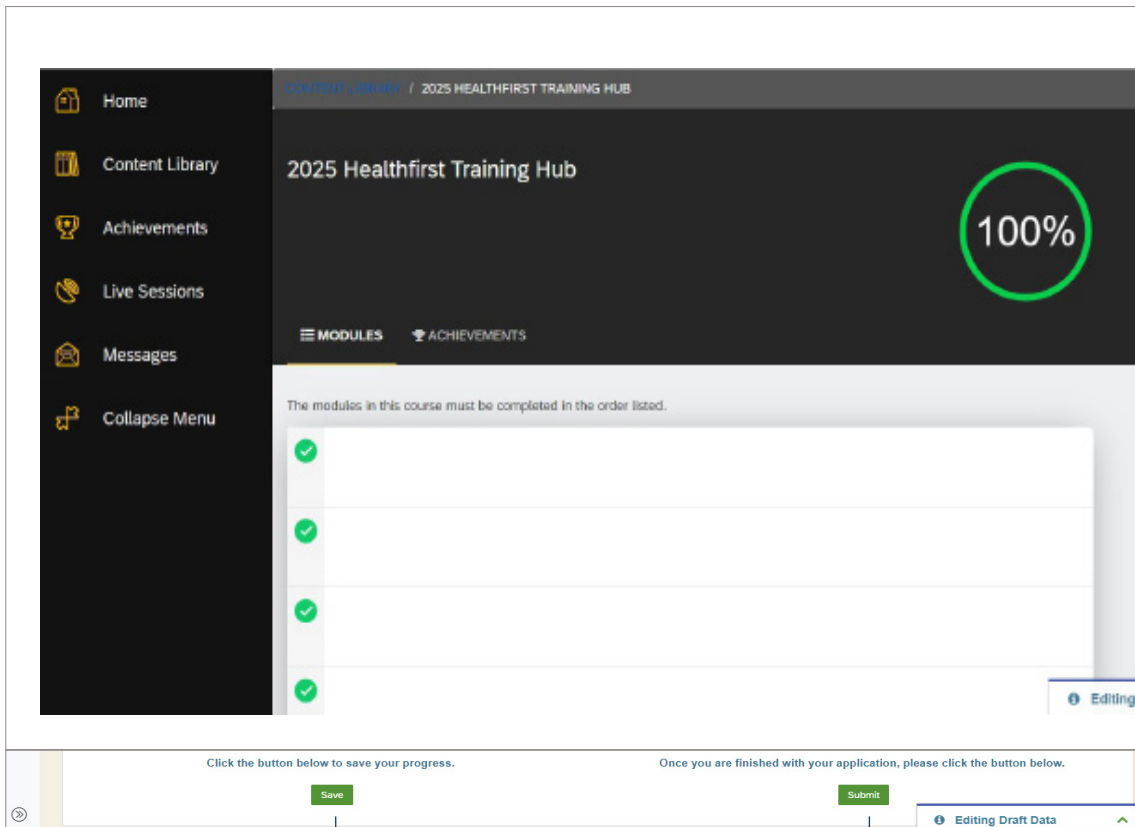 Home
Content Library
Achievements
Live Sessions
Messages
Collapse Menu
CONTENT LIBRARY / 2025 HEALTHFIRST TRAINING HUB
2025 Healthfirst Training Hub
100%
MODULES ACHIEVEMENTS
The modules in this course must be completed in the order listed.
Editing
Click the button below to save your progress. Once you are finished with your application, please click the button below.
Save Submit
Editing Draft Data